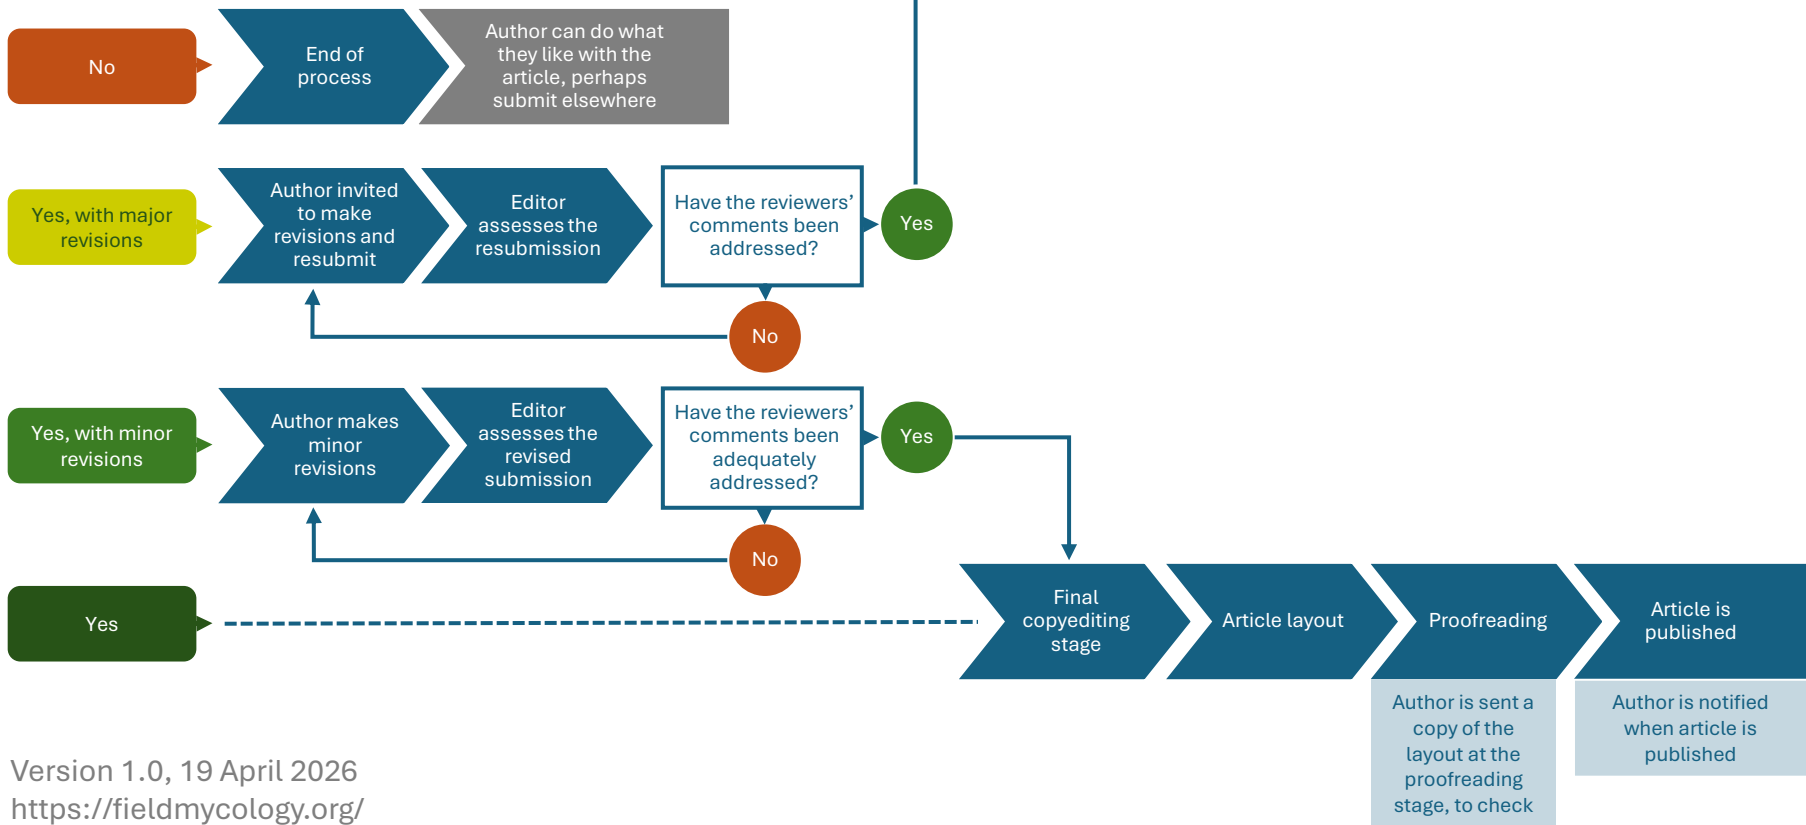 No
End of
process
Author can do what
they like with the
article, perhaps
submit elsewhere
Yes, with major
revisions
Author invited
to make
revisions and
resubmit
Editor
assesses the
resubmission
Have the reviewers’
comments been
addressed?
Yes
No
Yes, with minor
revisions
Author makes
minor
revisions
Editor
assesses the
revised
submission
Have the reviewers’
comments been
adequately
addressed?
Yes
No
Yes
Final
copyediting
stage
Article layout
Proofreading
Article is
published
Author is sent a
copy of the
layout at the
proofreading
stage, to check
Author is notified
when article is
published
Version 1.0, 19 April 2026
https://fieldmycology.org/